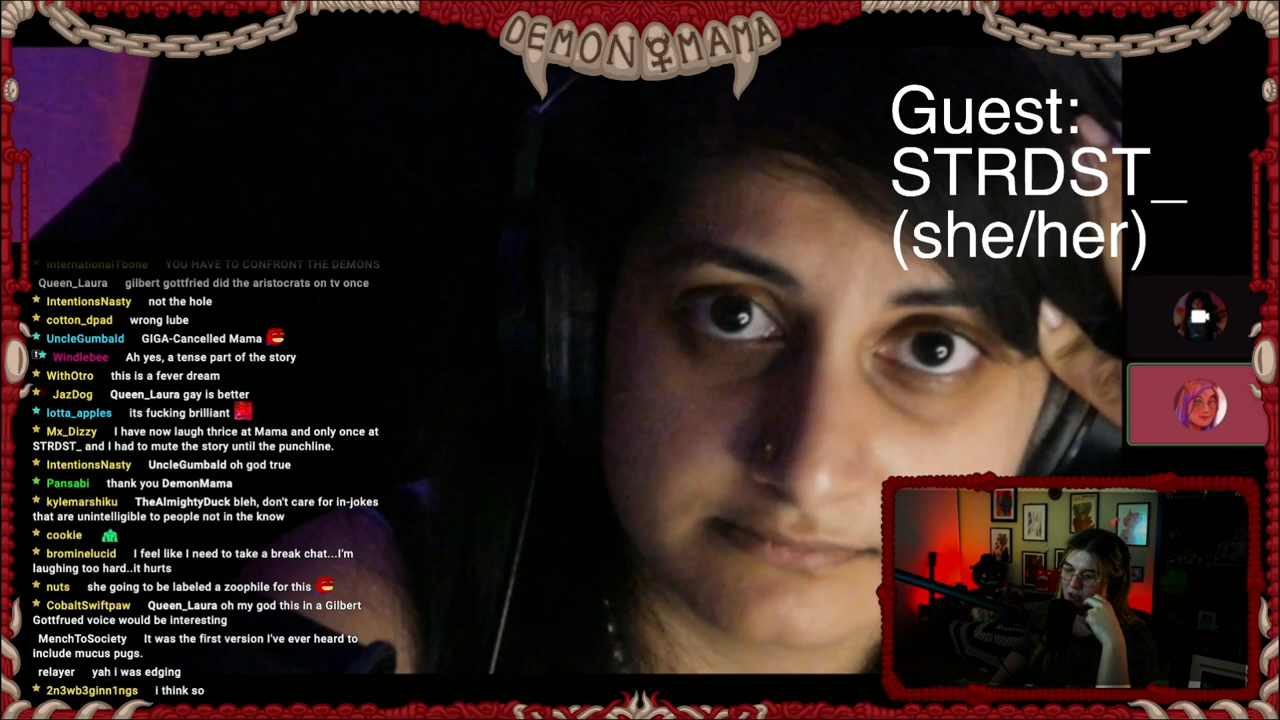 DEMON MAMA
Guest:
STRDST_
(she/her)
InternationalTbone YOU HAVE TO CONFRONT THE DEMONS
Queen_Laura gilbert gottfried did the aristocrats on tv once
IntentionsNasty not the hole
cotton_dpad wrong lube
UncleGumbald GIGA-Cancelled Mama
Windlebee Ah yes, a tense part of the story
WithOtro this is a fever dream
JazDog Queen_Laura gay is better
lotta_apples its fucking brilliant
Mx_Dizzy I have now laugh thrice at Mama and only once at
STRDST_ and I had to mute the story until the punchline.
IntentionsNasty UncleGumbald oh god true
Pansabi thank you DemonMama
kylemarshiku TheAlmightyDuck bleh, don't care for in-jokes
that are unintelligible to people not in the know
cookie
brominelucid I feel like I need to take a break chat...I'm
laughing too hard..it hurts
nuts she going to be labeled a zoophile for this
CobaltSwiftpaw Queen_Laura oh my god this in a Gilbert
Gottfrued voice would be interesting
MenchToSociety It was the first version I've ever heard to
include mucus pugs.
relayer yah i was edging
2n3wb3ginn1ngs i think so